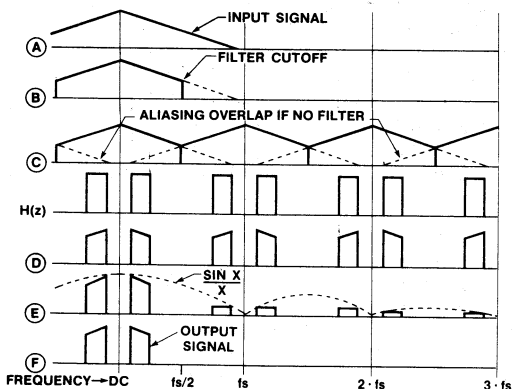 INPUT SIGNAL
A
FILTER CUTOFF
B
ALIASING OVERLAP IF NO FILTER
C
H(z)
D
SIN X
X
E
OUTPUT
SIGNAL
F
FREQUENCY→DC fs/2 fs 2·fs 3·fs